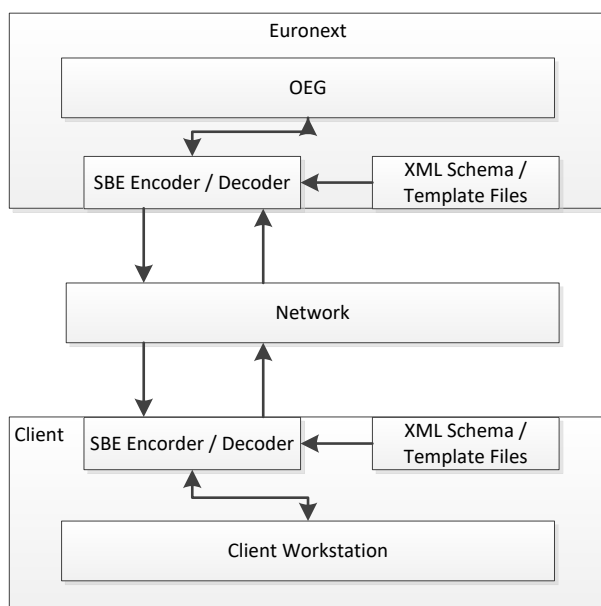 Euronext
OEG
SBE Encoder / Decoder
XML Schema /
Template Files
Network
Client
SBE Encorder / Decoder
XML Schema /
Template Files
Client Workstation